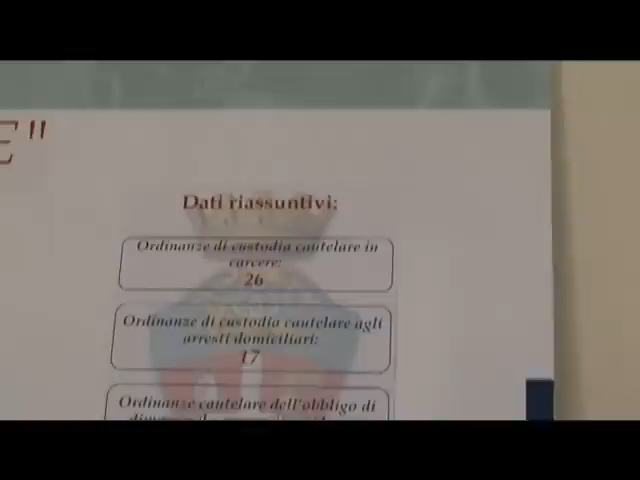 E"
Dati riassuntivi:
Ordinanze di custodia cautelare in
carcere:
26
Ordinanze di custodia cautelare agli
arresti domiciliari:
17
Ordinanze cautelare dell'obbligo di